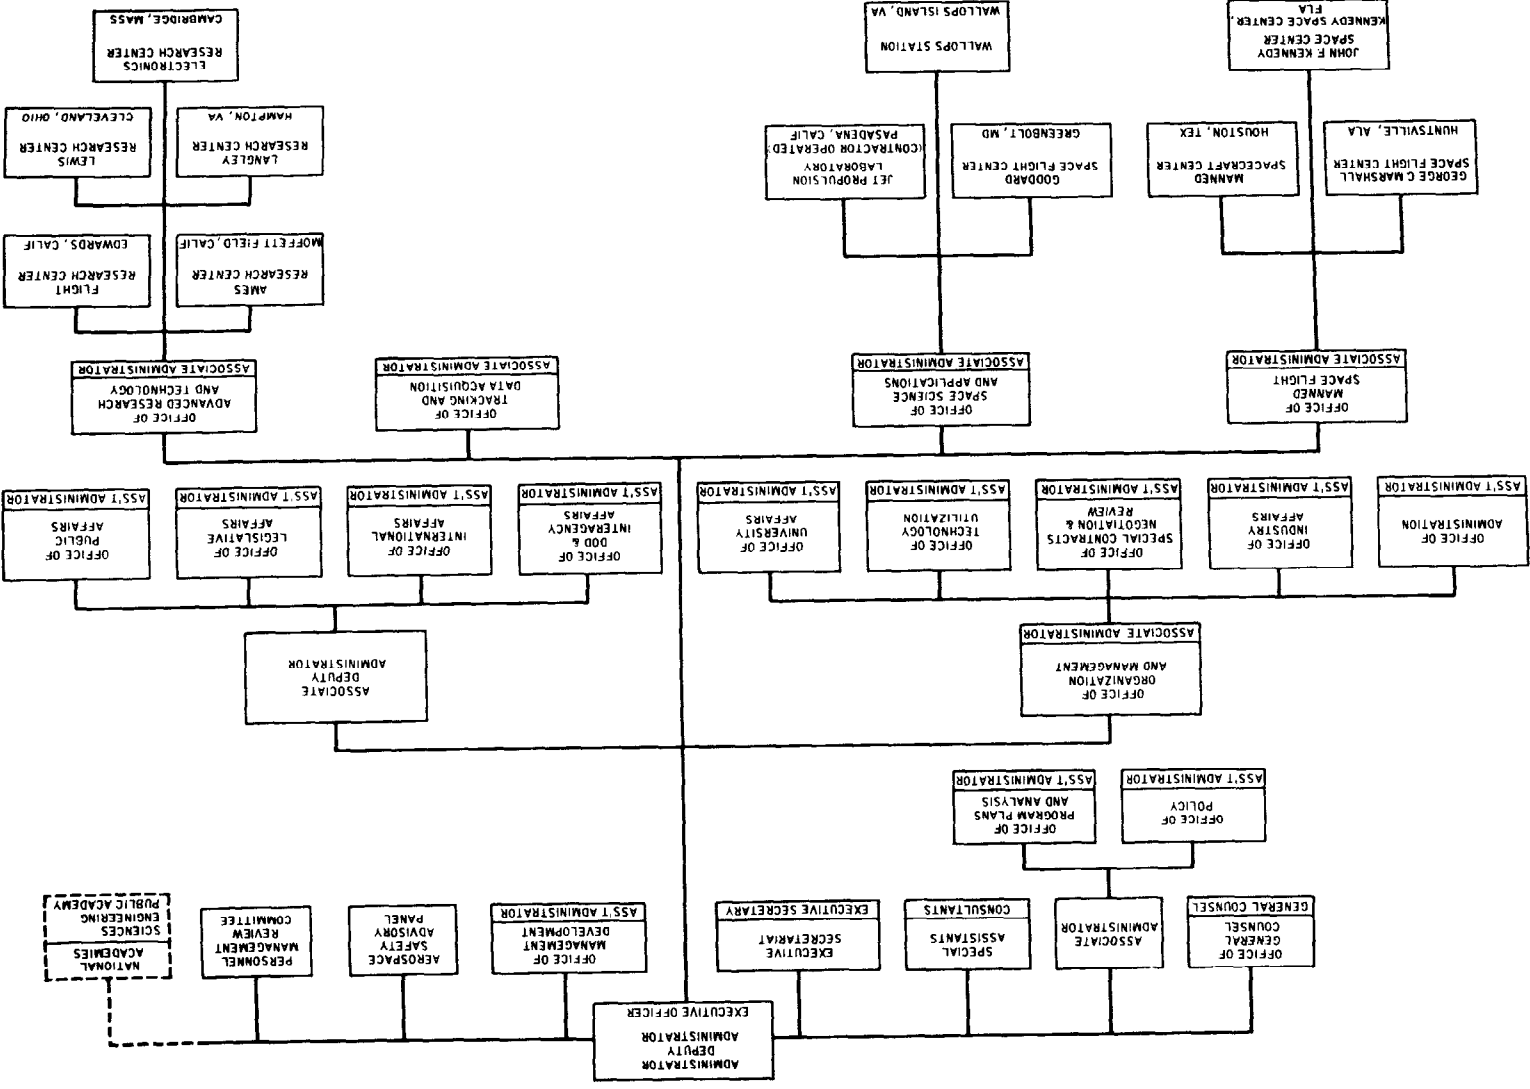 ADMINISTRATOR
DEPUTY
ADMINISTRATOR
EXECUTIVE OFFICER
OFFICE OF
GENERAL
COUNSEL
GENERAL COUNSEL
ASSOCIATE
ADMINISTRATOR
SPECIAL
ASSISTANTS
CONSULTANTS
EXECUTIVE
SECRETARIAT
EXECUTIVE SECRETARY
OFFICE OF
MANAGEMENT
DEVELOPMENT
ASS'T ADMINISTRATOR
AEROSPACE
SAFETY
ADVISORY
PANEL
PERSONNEL
MANAGEMENT
REVIEW
COMMITTEE
NATIONAL
ACADEMIES
SCIENCES
ENGINEERING
PUBLIC ACADEMY
OFFICE OF
POLICY
ASS'T ADMINISTRATOR
OFFICE OF
PROGRAM PLANS
AND ANALYSIS
ASS'T ADMINISTRATOR
OFFICE OF
ORGANIZATION
AND MANAGEMENT
ASSOCIATE ADMINISTRATOR
ASSOCIATE
DEPUTY
ADMINISTRATOR
OFFICE OF
ADMINISTRATION
ASS'T ADMINISTRATOR
OFFICE OF
INDUSTRY
AFFAIRS
ASS'T ADMINISTRATOR
OFFICE OF
SPECIAL CONTRACTS
NEGOTIATION &
REVIEW
ASS'T ADMINISTRATOR
OFFICE OF
TECHNOLOGY
UTILIZATION
ASS'T ADMINISTRATOR
OFFICE OF
UNIVERSITY
AFFAIRS
ASS'T ADMINISTRATOR
OFFICE OF
DOD &
INTERAGENCY
AFFAIRS
ASS'T ADMINISTRATOR
OFFICE OF
INTERNATIONAL
AFFAIRS
ASS'T ADMINISTRATOR
OFFICE OF
LEGISLATIVE
AFFAIRS
ASS'T ADMINISTRATOR
OFFICE OF
PUBLIC
AFFAIRS
ASS'T ADMINISTRATOR
OFFICE OF
MANNED
SPACE FLIGHT
ASSOCIATE ADMINISTRATOR
OFFICE OF
SPACE SCIENCE
AND APPLICATIONS
ASSOCIATE ADMINISTRATOR
OFFICE OF
TRACKING AND
DATA ACQUISITION
ASSOCIATE ADMINISTRATOR
OFFICE OF
ADVANCED RESEARCH
AND TECHNOLOGY
ASSOCIATE ADMINISTRATOR
GEORGE C. MARSHALL
SPACE FLIGHT CENTER
HUNTSVILLE, ALA
MANNED
SPACECRAFT CENTER
HOUSTON, TEX
GODDARD
SPACE FLIGHT CENTER
GREENBOLT, MD
JET PROPULSION
LABORATORY
(CONTRACTOR OPERATED)
PASADENA, CALIF
AMES
RESEARCH CENTER
MOFFETT FIELD, CALIF
FLIGHT
RESEARCH CENTER
EDWARDS, CALIF
LANGLEY
RESEARCH CENTER
HAMPTON, VA
LEWIS
RESEARCH CENTER
CLEVELAND, OHIO
JOHN F. KENNEDY
SPACE CENTER
KENNEDY SPACE CENTER,
FLA
WALLOPS STATION
WALLOPS ISLAND, VA
ELECTRONICS
RESEARCH CENTER
CAMBRIDGE, MASS